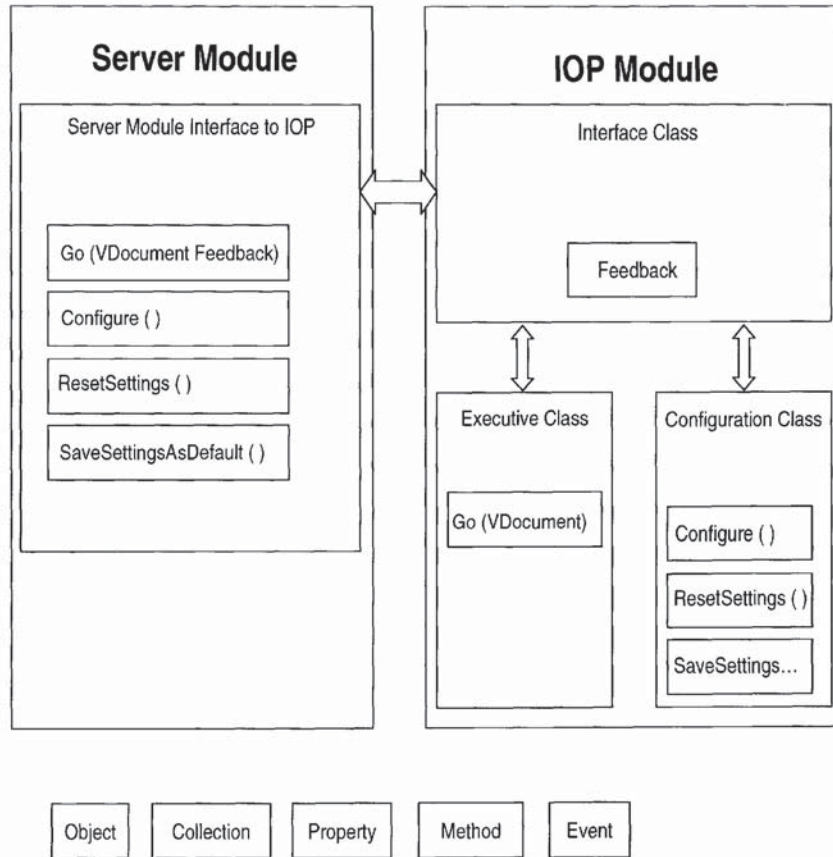 Server Module
Server Module Interface to IOP
Go (VDocument Feedback)
Configure ( )
ResetSettings ( )
SaveSettingsAsDefault ( )
IOP Module
Interface Class
Feedback
Executive Class
Go (VDocument)
Configuration Class
Configure ( )
ResetSettings ( )
SaveSettings...
Object
Collection
Property
Method
Event